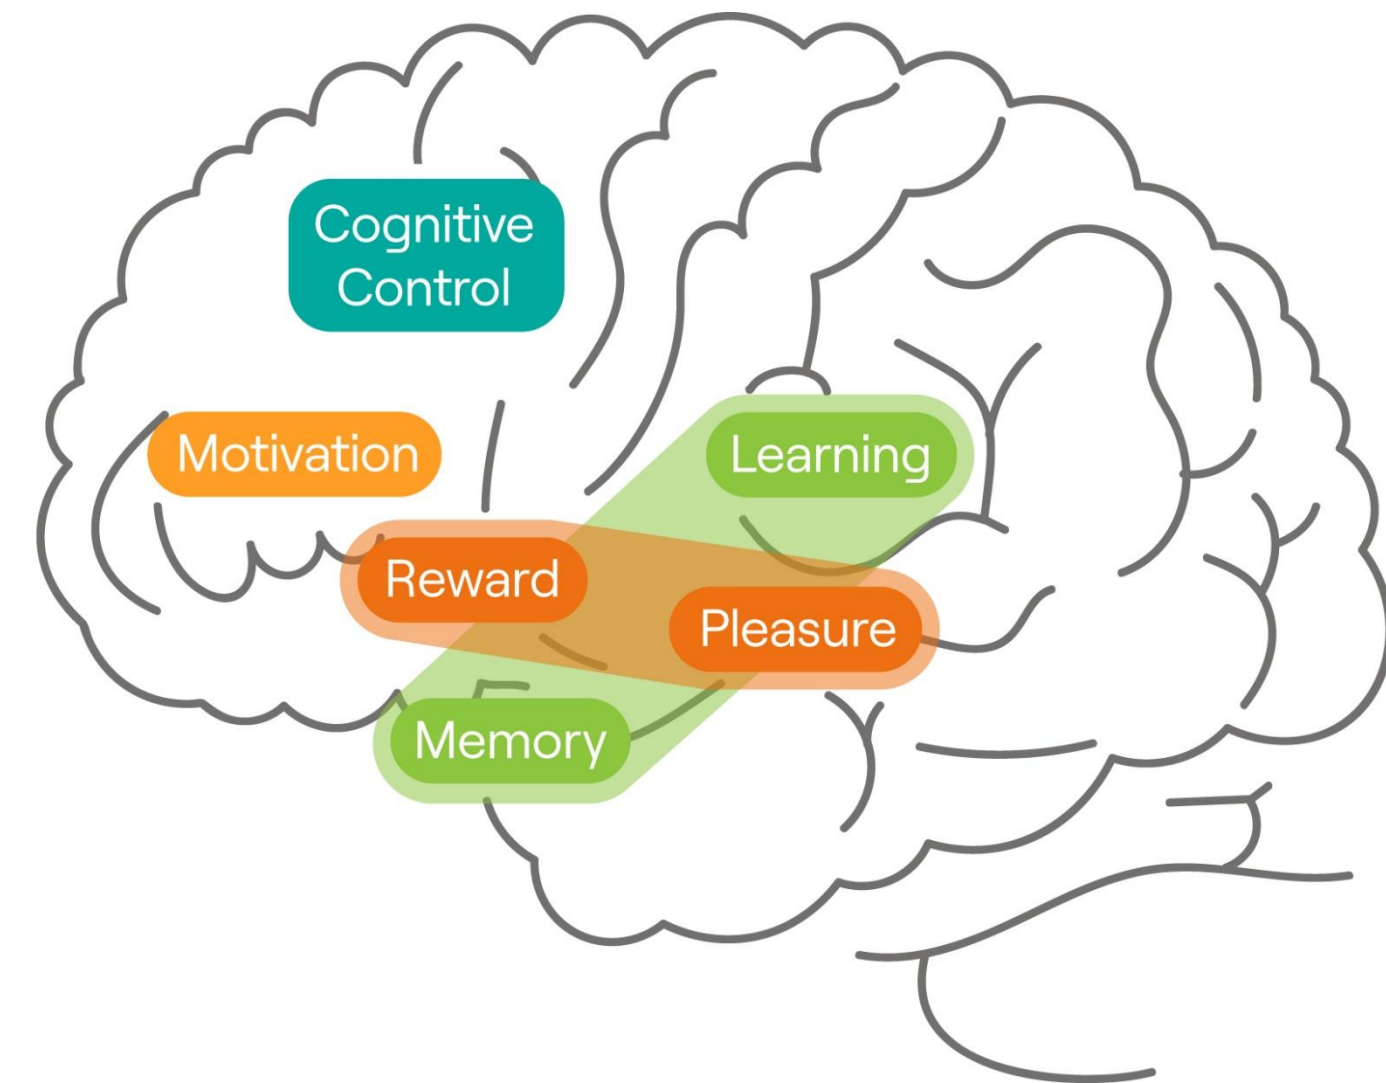 Cognitive
Control
Motivation
Learning
Reward
Pleasure
Memory